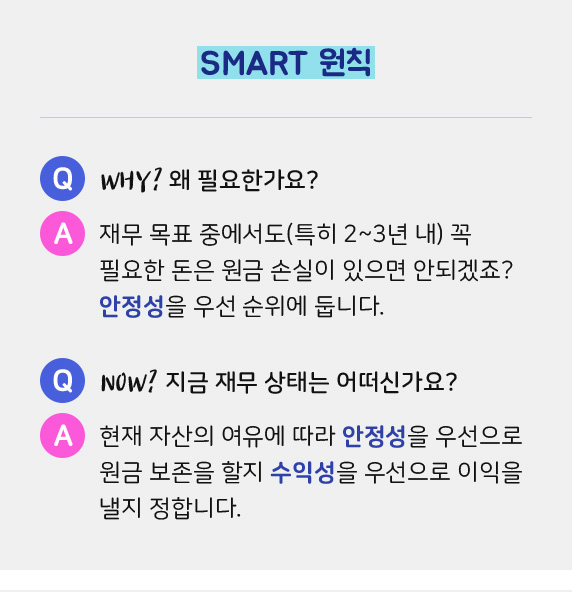 SMART 원칙
Q WHY? 왜 필요한가요?
A 재무 목표 중에서도(특히 2~3년 내) 꼭
필요한 돈은 원금 손실이 있으면 안되겠죠?
안정성을 우선 순위에 둡니다.
Q NOW? 지금 재무 상태는 어떠신가요?
A 현재 자산의 여유에 따라 안정성을 우선으로
원금 보존을 할지 수익성을 우선으로 이익을
낼지 정합니다.